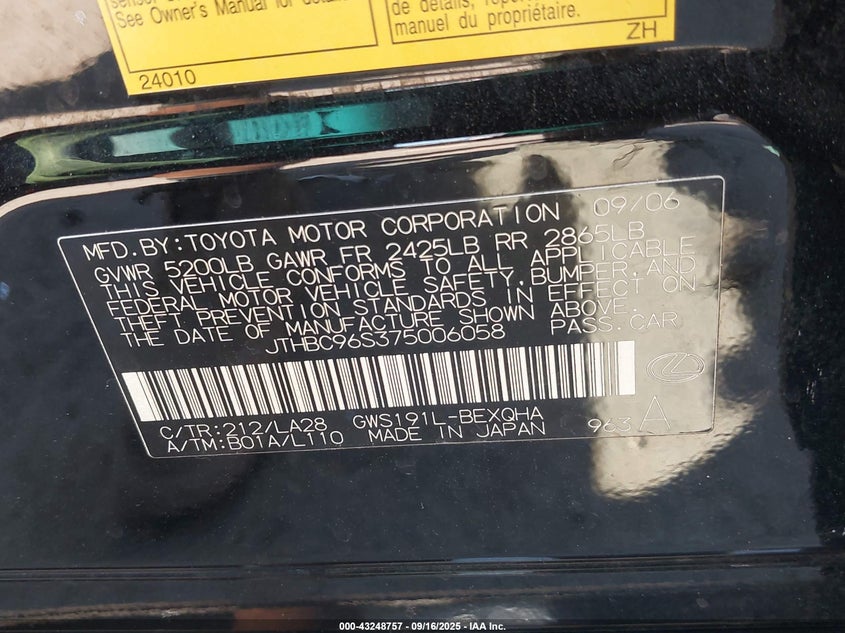 See Owner's Manual for
24010
de détails,
manuel du propriétaire.
ZH
MFD.BY:TOYOTA MOTOR CORPORATION 09/06
GVWR 5200LB GAWR FR 2425LB RR 2865LB
THIS VEHICLE CONFORMS TO ALL APPLICABLE
FEDERAL MOTOR VEHICLE SAFETY,BUMPER,AND
THEFT PREVENTION STANDARDS IN EFFECT ON
THE DATE OF MANUFACTURE SHOWN ABOVE.
JTHBC96S375006058 PASS.CAR
C/TR:212/LA28 GWS191L-BEXQHA
A/TM:B01A/L110 MADE IN JAPAN 963 A
000-43248757 - 09/16/2025 - IAA Inc.